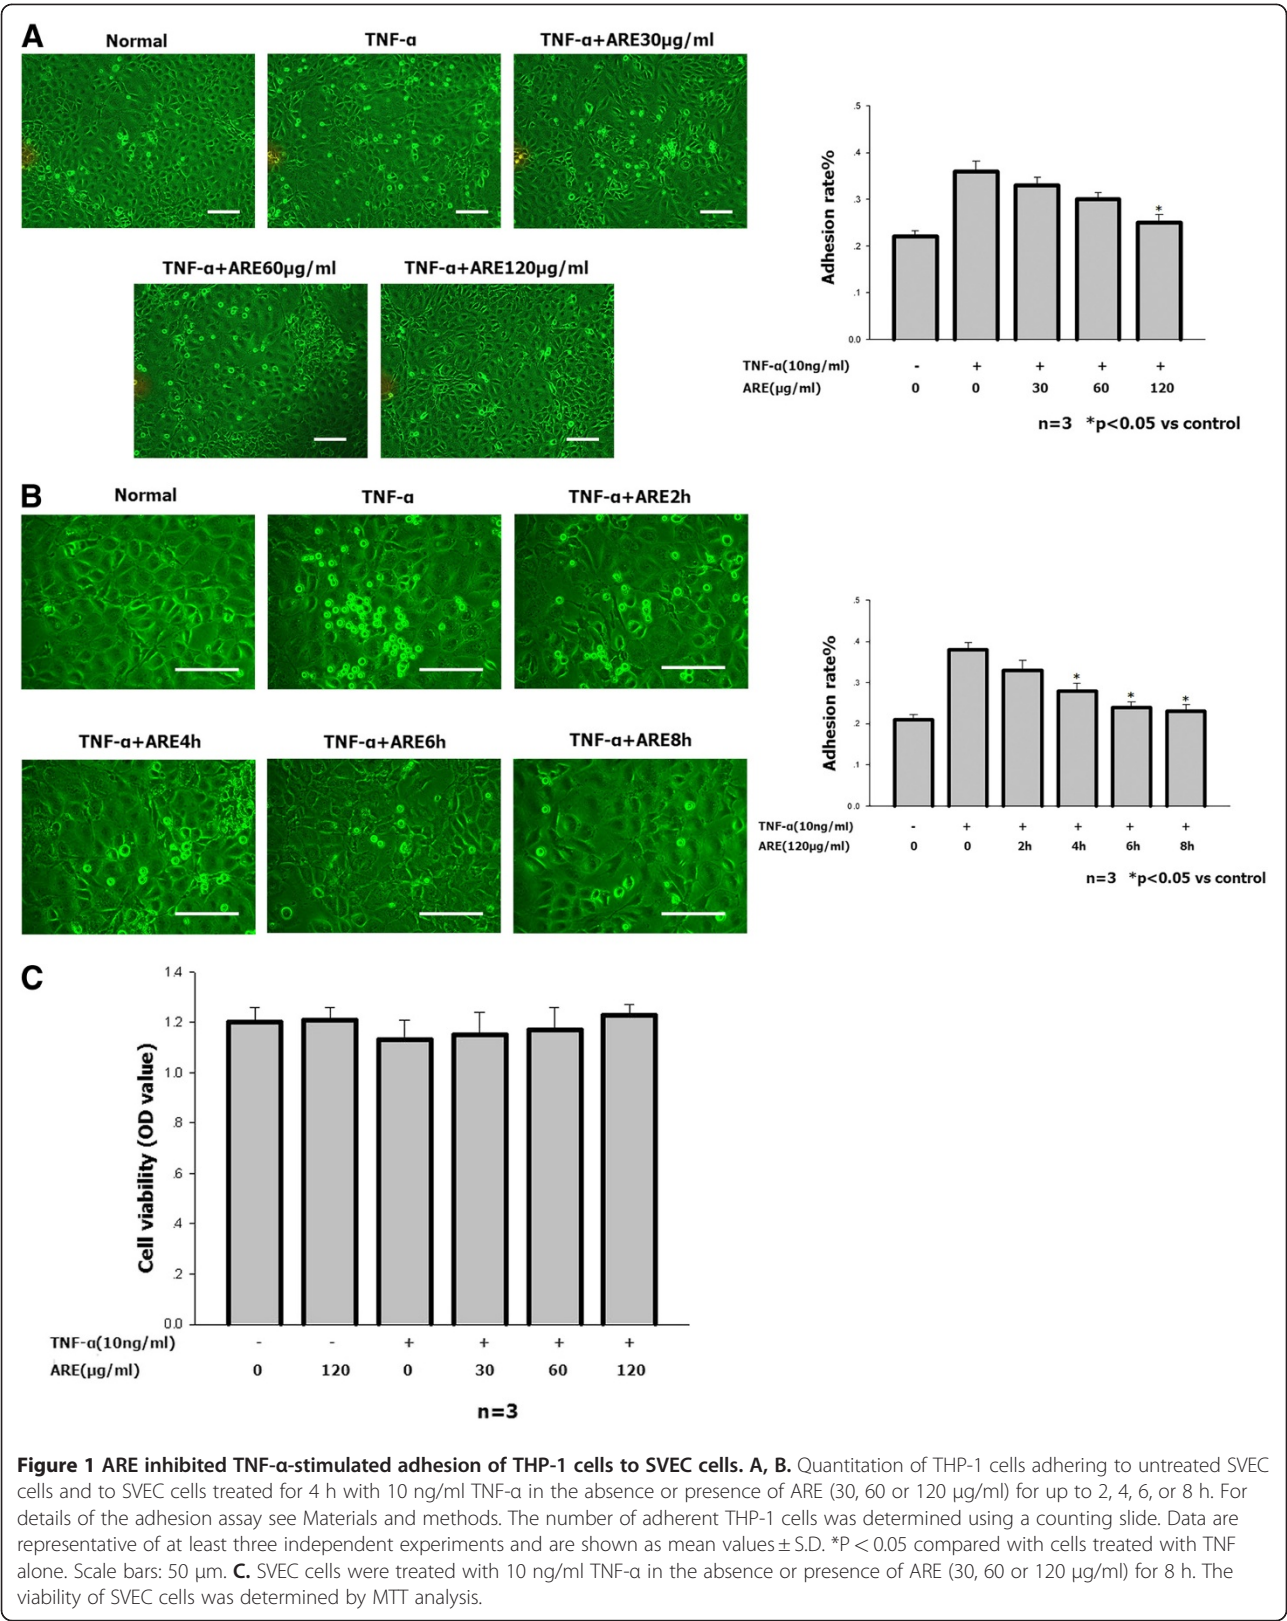 A
Normal
TNF-α
TNF-α+ARE30µg/ml
TNF-α+ARE60µg/ml
TNF-α+ARE120µg/ml
Adhesion rate%
.5
.4
.3
.2
.1
0.0
*
TNF-α(10ng/ml) - + + + +
ARE(µg/ml) 0 0 30 60 120
n=3 *p<0.05 vs control
B
Normal
TNF-α
TNF-α+ARE2h
TNF-α+ARE4h
TNF-α+ARE6h
TNF-α+ARE8h
Adhesion rate%
.5
.4
.3
.2
.1
0.0
* * *
TNF-α(10ng/ml) - + + + + +
ARE(120µg/ml) 0 0 2h 4h 6h 8h
n=3 *p<0.05 vs control
C
Cell viability (OD value)
1.4
1.2
1.0
.8
.6
.4
.2
0.0
TNF-α(10ng/ml) - - + + + +
ARE(µg/ml) 0 120 0 30 60 120
n=3
Figure 1 ARE inhibited TNF-α-stimulated adhesion of THP-1 cells to SVEC cells. A, B. Quantitation of THP-1 cells adhering to untreated SVEC
cells and to SVEC cells treated for 4 h with 10 ng/ml TNF-α in the absence or presence of ARE (30, 60 or 120 µg/ml) for up to 2, 4, 6, or 8 h. For
details of the adhesion assay see Materials and methods. The number of adherent THP-1 cells was determined using a counting slide. Data are
representative of at least three independent experiments and are shown as mean values ± S.D. *P < 0.05 compared with cells treated with TNF
alone. Scale bars: 50 µm. C. SVEC cells were treated with 10 ng/ml TNF-α in the absence or presence of ARE (30, 60 or 120 µg/ml) for 8 h. The
viability of SVEC cells was determined by MTT analysis.